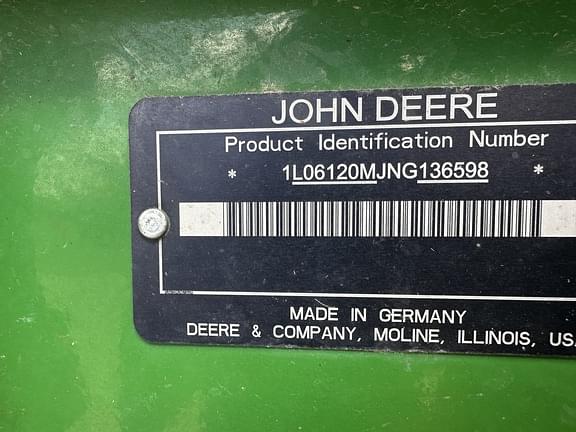 JOHN DEERE
Product Identification Number
* 1L06120MJNG136598 *
MADE IN GERMANY
DEERE & COMPANY, MOLINE, ILLINOIS, US